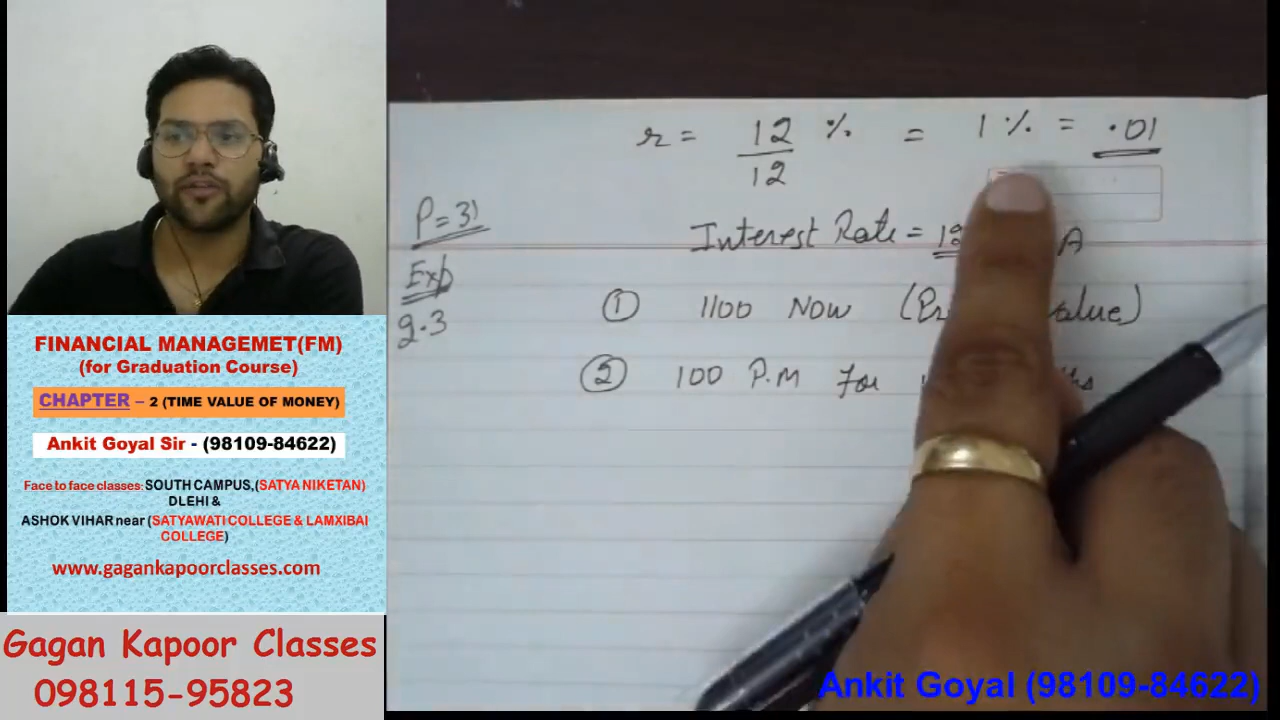 FINANCIAL MANAGEMET(FM)
(for Graduation Course)
CHAPTER – 2 (TIME VALUE OF MONEY)
Ankit Goyal Sir - (98109-84622)
Face to face classes: SOUTH CAMPUS,(SATYA NIKETAN)
DLEHI &
ASHOK VIHAR near (SATYAWATI COLLEGE & LAMXIBAI
COLLEGE)
www.gagankapoorclasses.com
Gagan Kapoor Classes
098115-95823
r = 12/12 % = 1 % = .01
P = 31
Interest Rate = A
Exp
2.3
① 1100 Now
② 100 P.M for
Ankit Goyal (98109-84622)